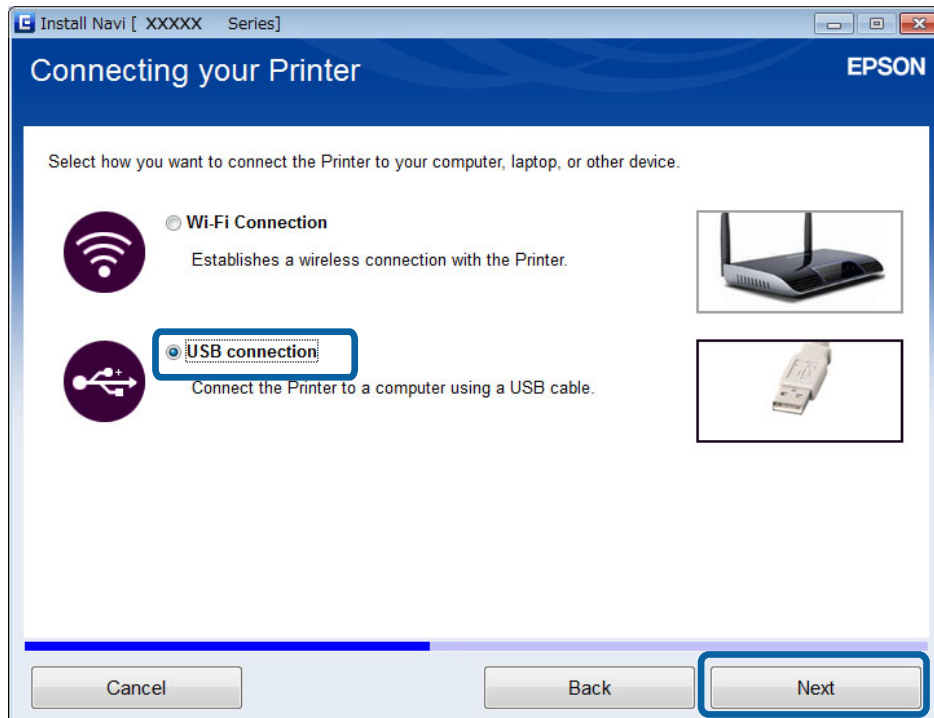 Install Navi [ XXXXX Series]
Connecting your Printer
EPSON
Select how you want to connect the Printer to your computer, laptop, or other device.
Wi-Fi Connection
Establishes a wireless connection with the Printer.
USB connection
Connect the Printer to a computer using a USB cable.
Cancel
Back
Next